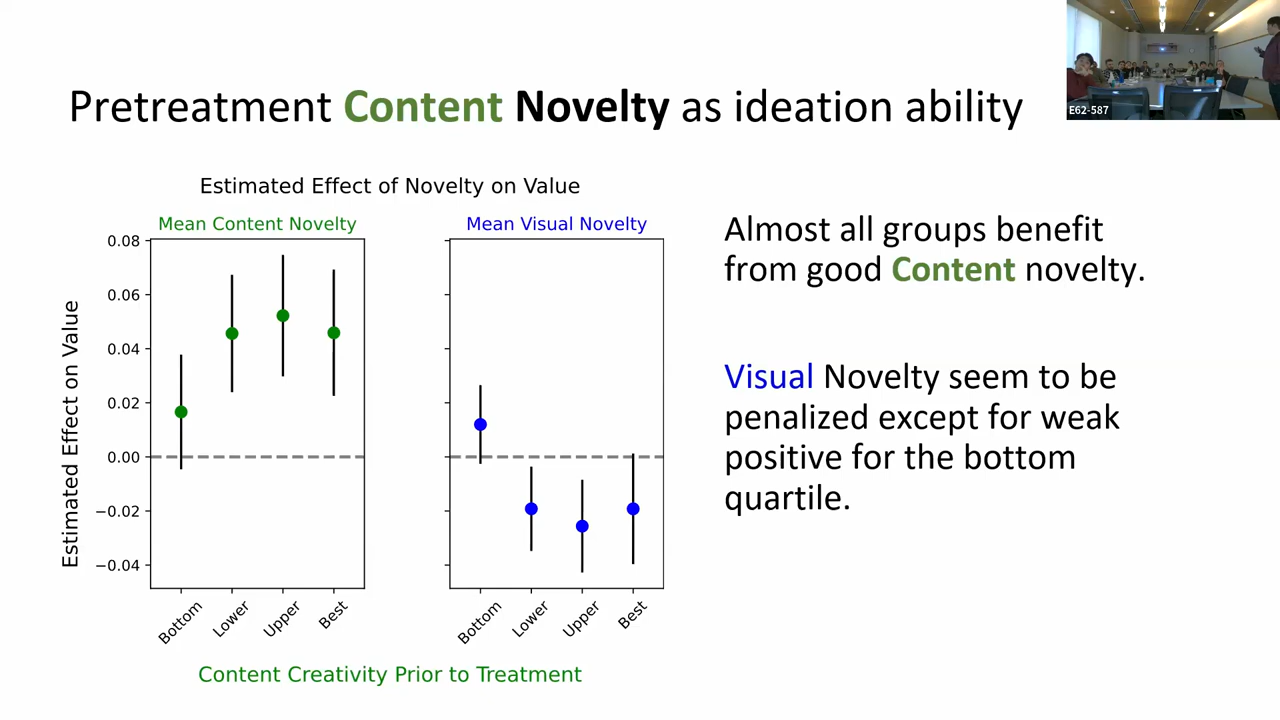 Pretreatment Content Novelty as ideation ability
E62-587
Estimated Effect of Novelty on Value
Mean Content Novelty
Mean Visual Novelty
Estimated Effect on Value
0.08
0.06
0.04
0.02
0.00
−0.02
−0.04
Bottom
Lower
Upper
Best
Bottom
Lower
Upper
Best
Content Creativity Prior to Treatment
Almost all groups benefit
from good Content novelty.
Visual Novelty seem to be
penalized except for weak
positive for the bottom
quartile.